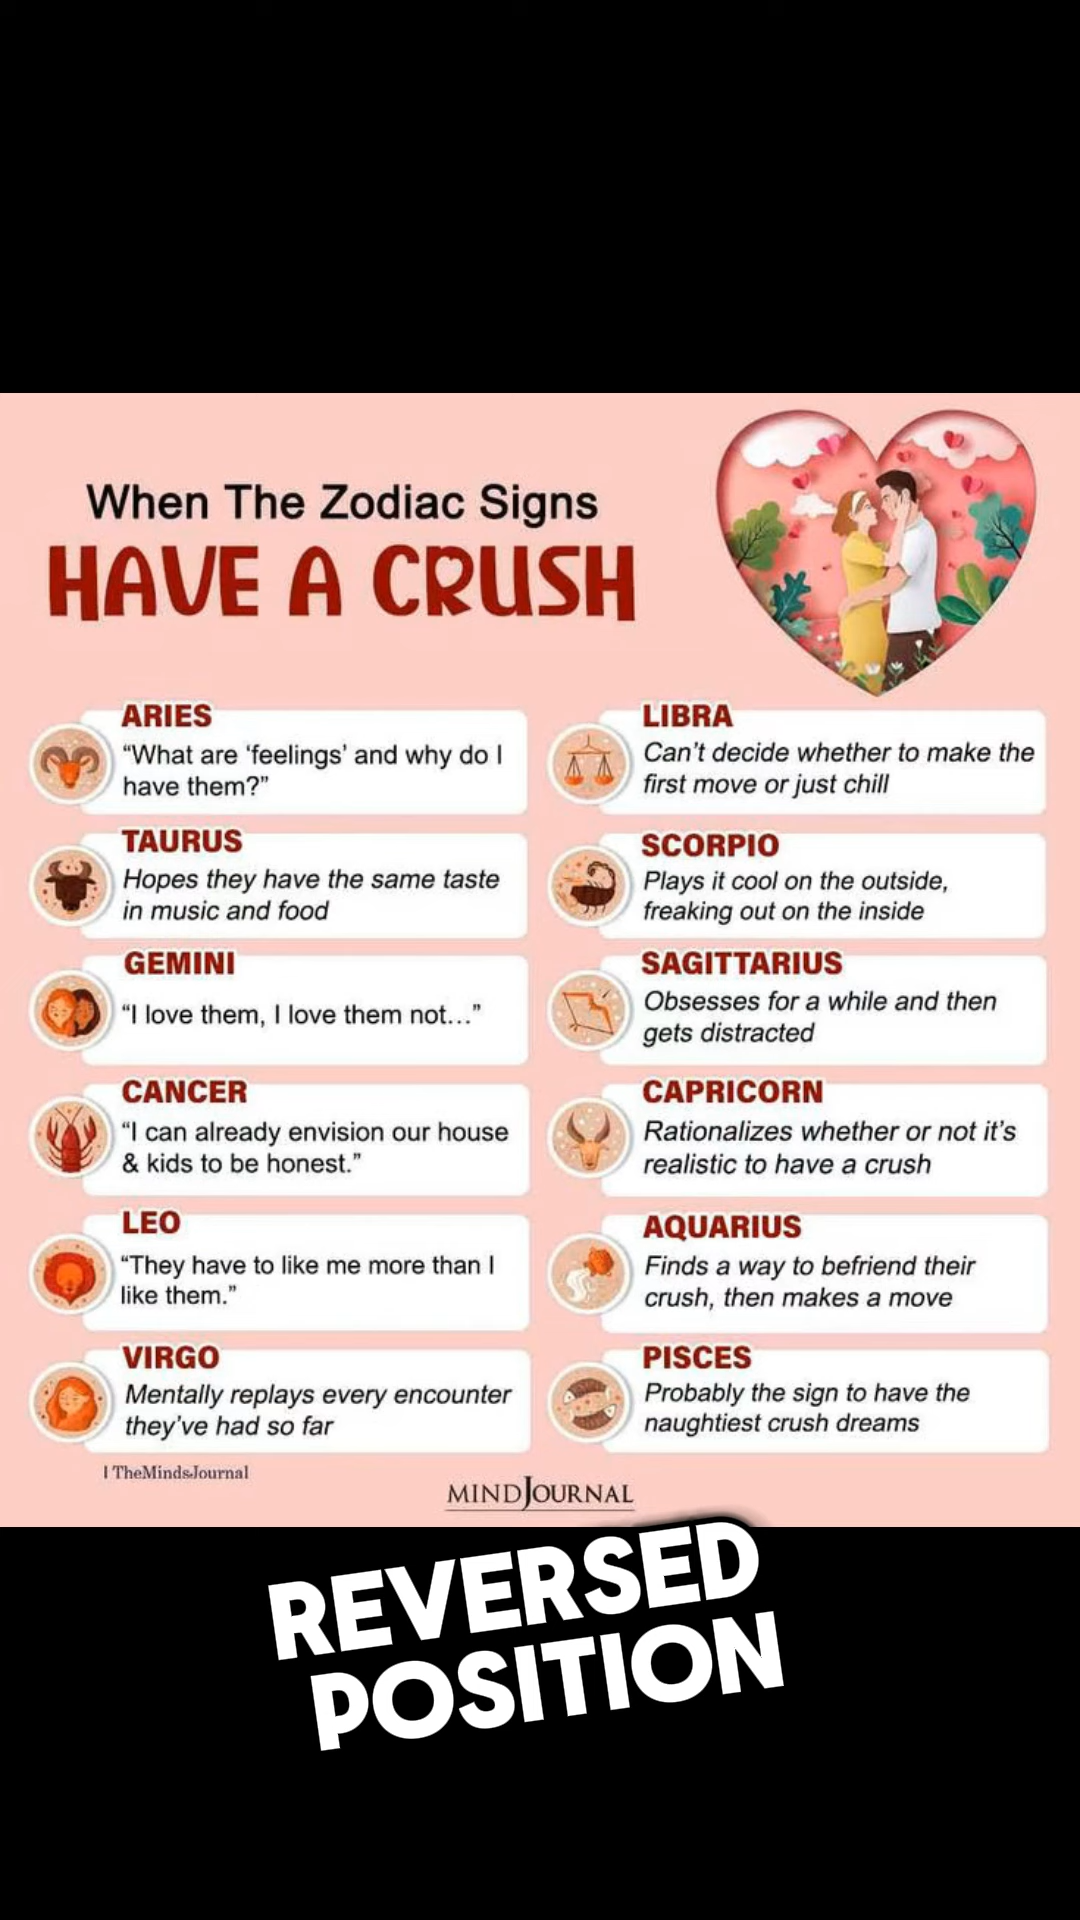 When The Zodiac Signs
HAVE A CRUSH
ARIES
“What are ‘feelings’ and why do I
have them?”
TAURUS
Hopes they have the same taste
in music and food
GEMINI
“I love them, I love them not...”
CANCER
“I can already envision our house
& kids to be honest.”
LEO
“They have to like me more than I
like them.”
VIRGO
Mentally replays every encounter
they’ve had so far
LIBRA
Can’t decide whether to make the
first move or just chill
SCORPIO
Plays it cool on the outside,
freaking out on the inside
SAGITTARIUS
Obsesses for a while and then
gets distracted
CAPRICORN
Rationalizes whether or not it’s
realistic to have a crush
AQUARIUS
Finds a way to befriend their
crush, then makes a move
PISCES
Probably the sign to have the
naughtiest crush dreams
I TheMindsJournal
MINDJOURNAL
REVERSED
POSITION